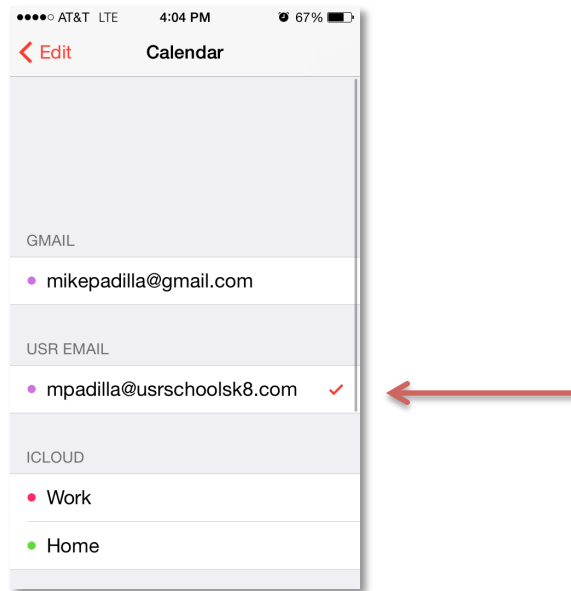 AT&T LTE 4:04 PM 67%
Edit Calendar
GMAIL
mikepadilla@gmail.com
USR EMAIL
mpadilla@usrschoolsk8.com
ICLOUD
Work
Home